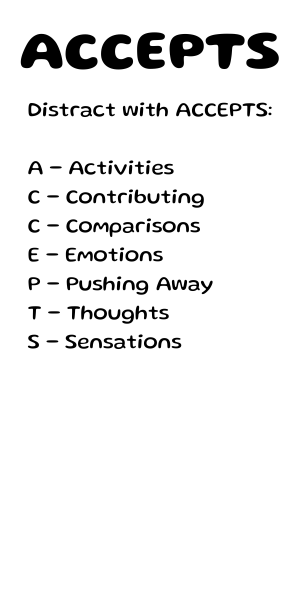 ACCEPTS
Distract with ACCEPTS:
A – Activities
C – Contributing
C – Comparisons
E – Emotions
P – Pushing Away
T – Thoughts
S – Sensations